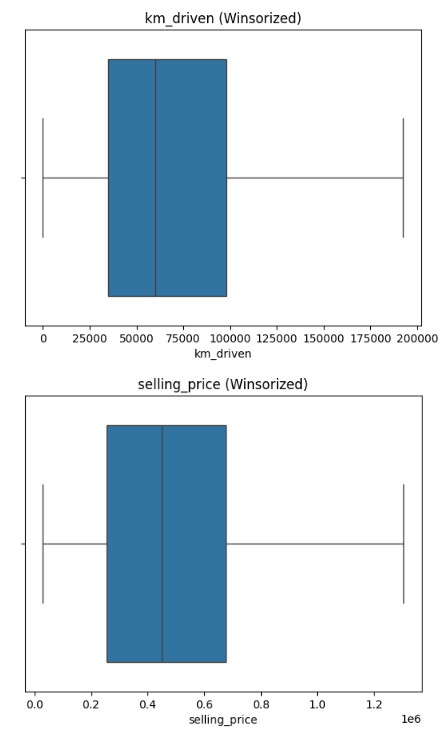 km_driven (Winsorized)
0 25000 50000 75000 100000 125000 150000 175000 200000
km_driven
selling_price (Winsorized)
0.0 0.2 0.4 0.6 0.8 1.0 1.2
selling_price 1e6